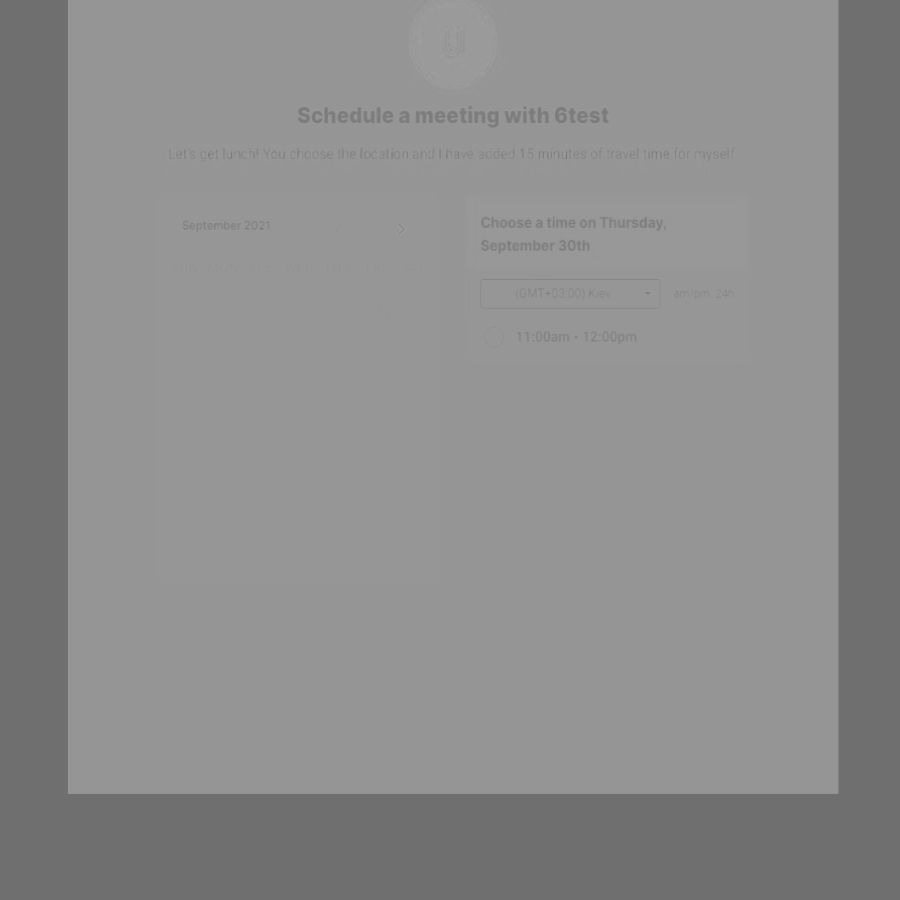 Schedule a meeting with 6test
Let's get lunch! You choose the location and I have added 15 minutes of travel time for myself
September 2021
Choose a time on Thursday,
September 30th
(GMT+03:00) Kiev
am/pm 24h
11:00am - 12:00pm